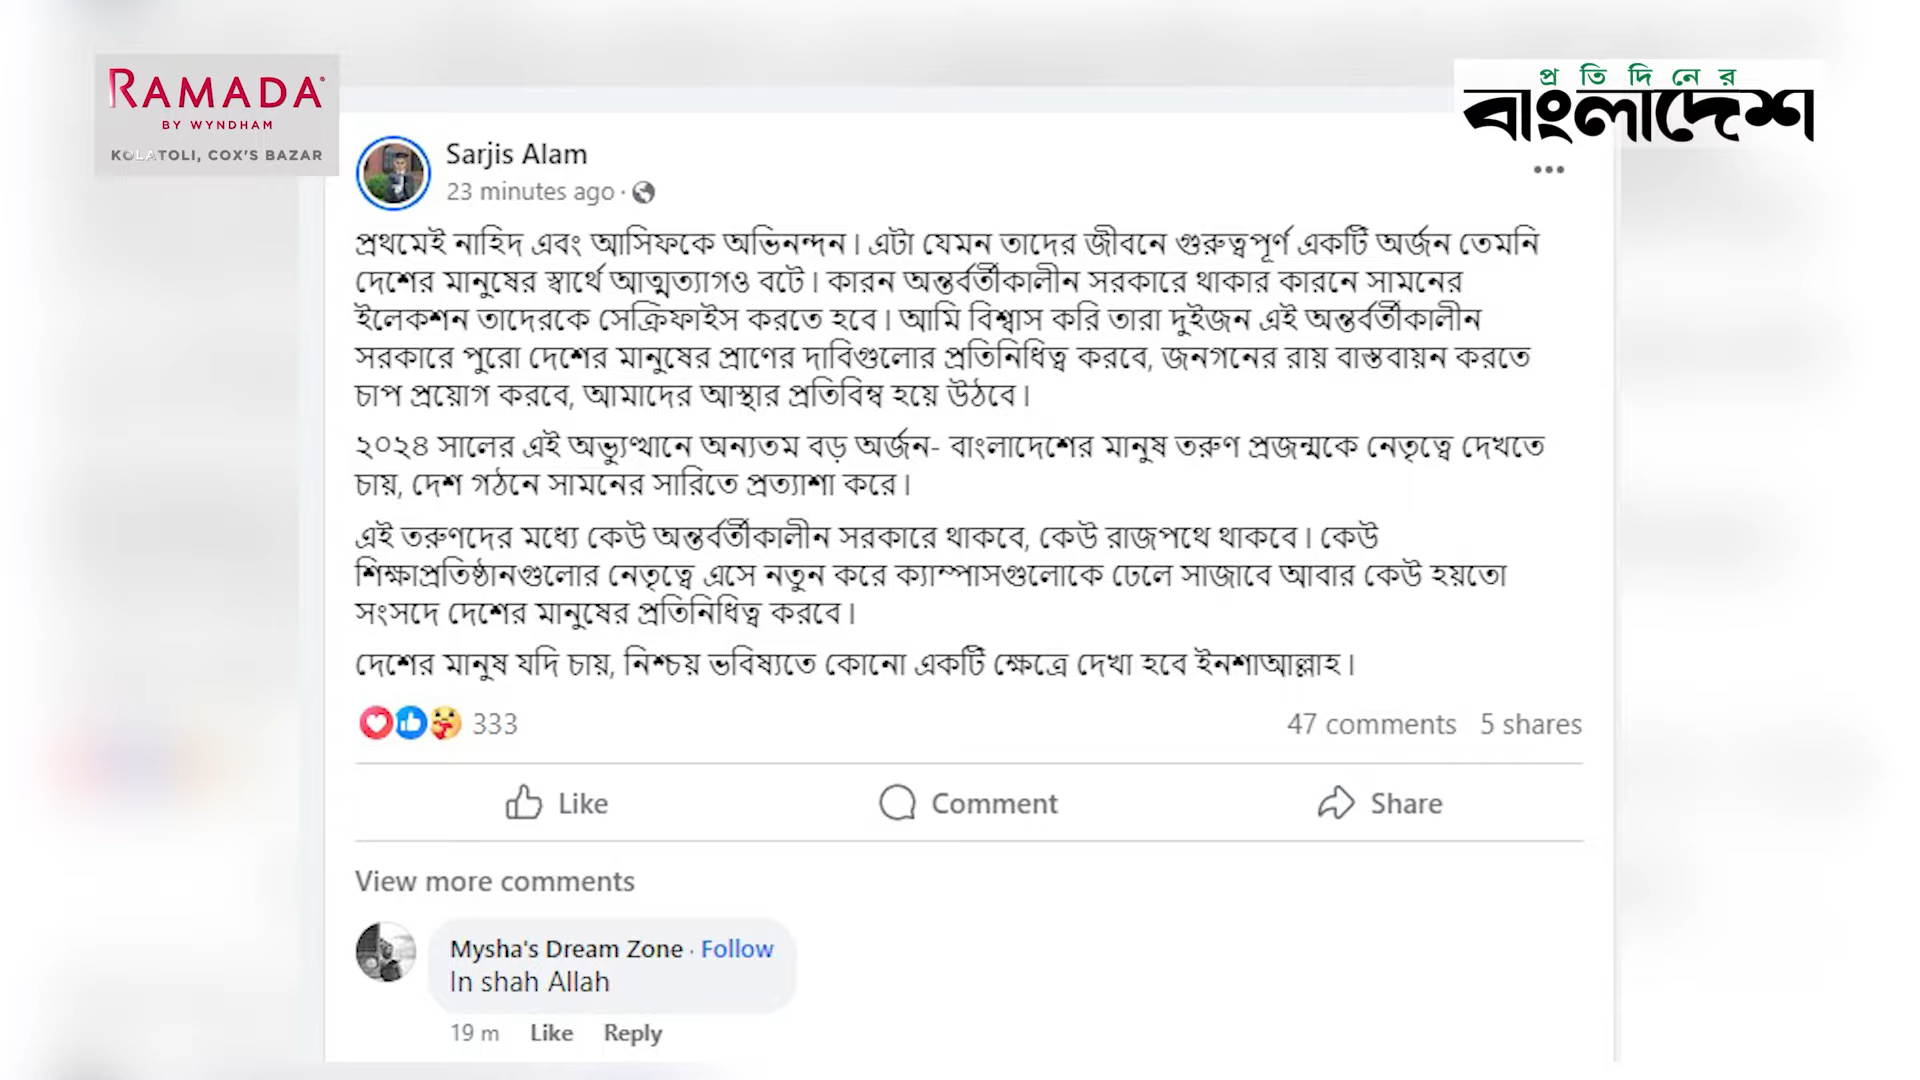 RAMADA
BY WYNDHAM
KOLATOLI, COX'S BAZAR
প্রতিদিনের
বাংলাদেশ
Sarjis Alam
23 minutes ago ·
প্রথমেই নাহিদ এবং আসিফকে অভিনন্দন। এটা যেমন তাদের জীবনে গুরুত্বপূর্ণ একটি অর্জন তেমনি
দেশের মানুষের স্বার্থে আত্মত্যাগও বটে। কারন অন্তর্বর্তীকালীন সরকারে থাকার কারনে সামনের
ইলেকশন তাদেরকে সেক্রিফাইস করতে হবে। আমি বিশ্বাস করি তারা দুইজন এই অন্তর্বর্তীকালীন
সরকারে পুরো দেশের মানুষের প্রাণের দাবিগুলোর প্রতিনিধিত্ব করবে, জনগনের রায় বাস্তবায়ন করতে
চাপ প্রয়োগ করবে, আমাদের আস্থার প্রতিবিম্ব হয়ে উঠবে।
২০২৪ সালের এই অভ্যুত্থানে অন্যতম বড় অর্জন- বাংলাদেশের মানুষ তরুণ প্রজন্মকে নেতৃত্বে দেখতে
চায়, দেশ গঠনে সামনের সারিতে প্রত্যাশা করে।
এই তরুণদের মধ্যে কেউ অন্তর্বর্তীকালীন সরকারে থাকবে, কেউ রাজপথে থাকবে। কেউ
শিক্ষাপ্রতিষ্ঠানগুলোর নেতৃত্বে এসে নতুন করে ক্যাম্পাসগুলোকে ঢেলে সাজাবে আবার কেউ হয়তো
সংসদে দেশের মানুষের প্রতিনিধিত্ব করবে।
দেশের মানুষ যদি চায়, নিশ্চয় ভবিষ্যতে কোনো একটি ক্ষেত্রে দেখা হবে ইনশাআল্লাহ।
333
47 comments 5 shares
Like Comment Share
View more comments
Mysha's Dream Zone · Follow
In shah Allah
19 m Like Reply